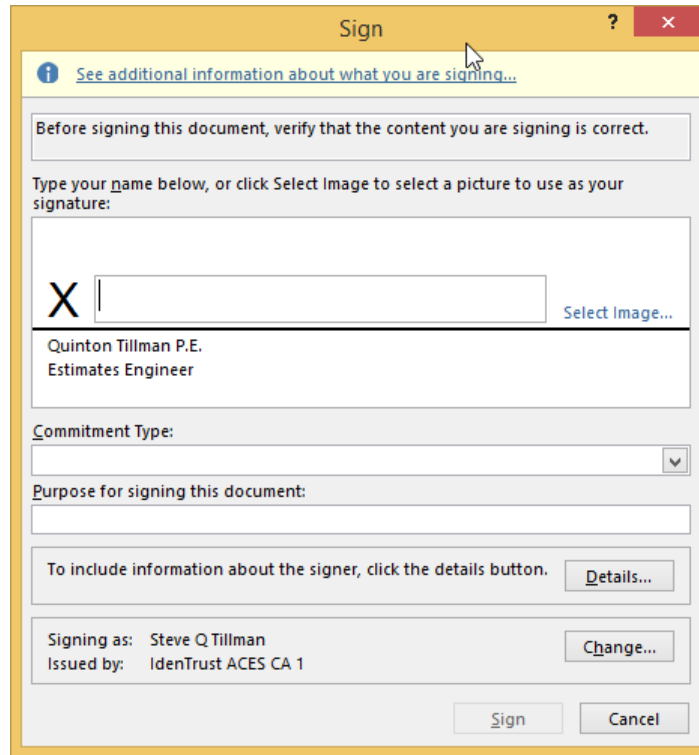 Sign
?
See additional information about what you are signing...
Before signing this document, verify that the content you are signing is correct.
Type your name below, or click Select Image to select a picture to use as your
signature:
X
Select Image...
Quinton Tillman P.E.
Estimates Engineer
Commitment Type:
Purpose for signing this document:
To include information about the signer, click the details button.
Details...
Signing as: Steve Q Tillman
Change...
Issued by: IdenTrust ACES CA 1
Sign
Cancel